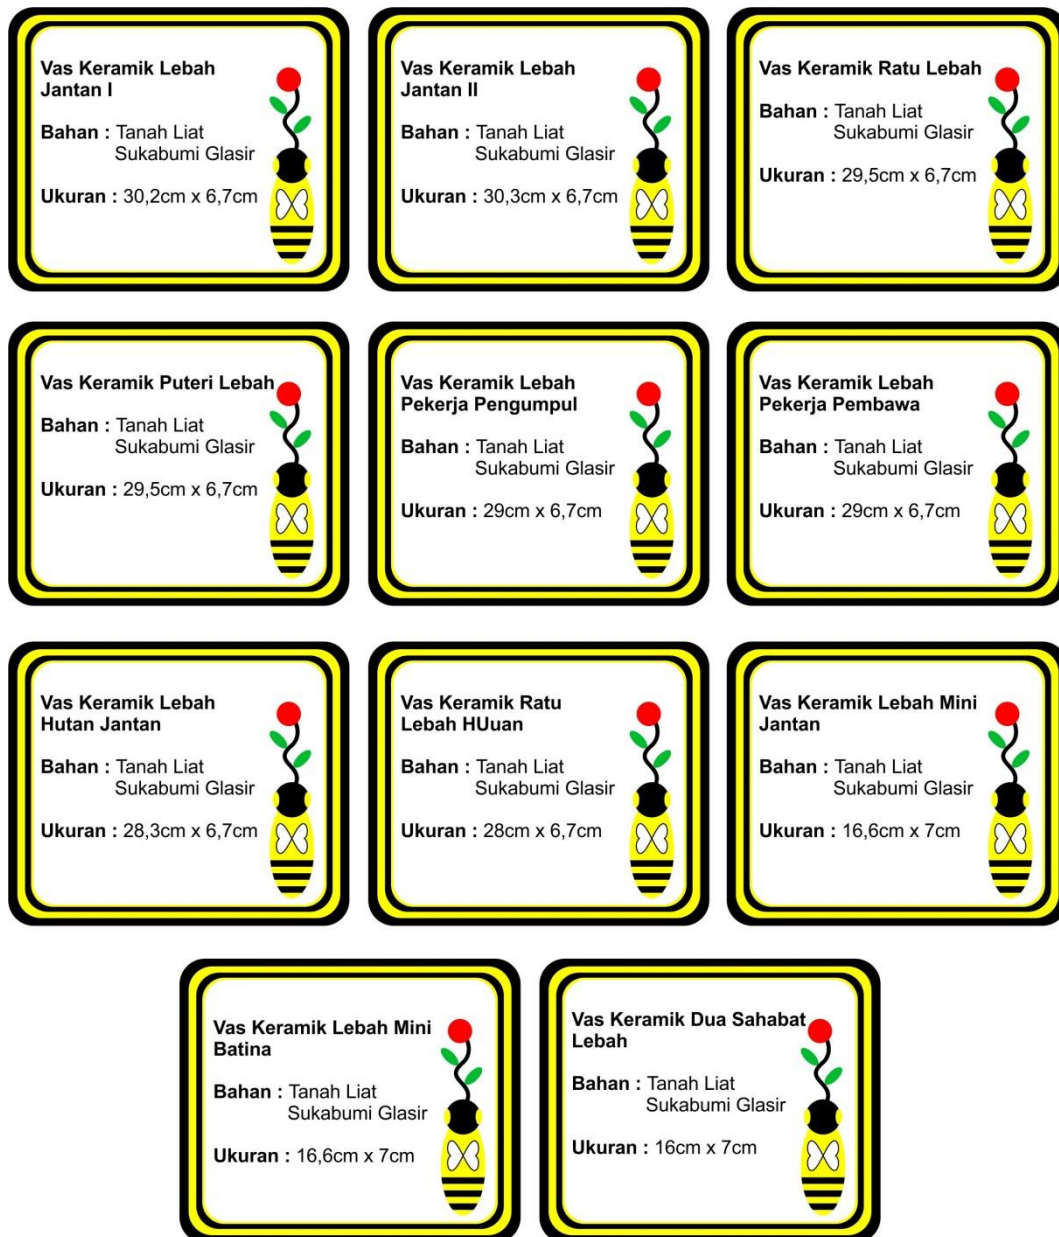 Vas Keramik Lebah
Jantan I
Bahan : Tanah Liat
Sukabumi Glasir
Ukuran : 30,2cm x 6,7cm
Vas Keramik Lebah
Jantan II
Bahan : Tanah Liat
Sukabumi Glasir
Ukuran : 30,3cm x 6,7cm
Vas Keramik Ratu Lebah
Bahan : Tanah Liat
Sukabumi Glasir
Ukuran : 29,5cm x 6,7cm
Vas Keramik Puteri Lebah
Bahan : Tanah Liat
Sukabumi Glasir
Ukuran : 29,5cm x 6,7cm
Vas Keramik Lebah
Pekerja Pengumpul
Bahan : Tanah Liat
Sukabumi Glasir
Ukuran : 29cm x 6,7cm
Vas Keramik Lebah
Pekerja Pembawa
Bahan : Tanah Liat
Sukabumi Glasir
Ukuran : 29cm x 6,7cm
Vas Keramik Lebah
Hutan Jantan
Bahan : Tanah Liat
Sukabumi Glasir
Ukuran : 28,3cm x 6,7cm
Vas Keramik Ratu
Lebah HUuan
Bahan : Tanah Liat
Sukabumi Glasir
Ukuran : 28cm x 6,7cm
Vas Keramik Lebah Mini
Jantan
Bahan : Tanah Liat
Sukabumi Glasir
Ukuran : 16,6cm x 7cm
Vas Keramik Lebah Mini
Batina
Bahan : Tanah Liat
Sukabumi Glasir
Ukuran : 16,6cm x 7cm
Vas Keramik Dua Sahabat
Lebah
Bahan : Tanah Liat
Sukabumi Glasir
Ukuran : 16cm x 7cm